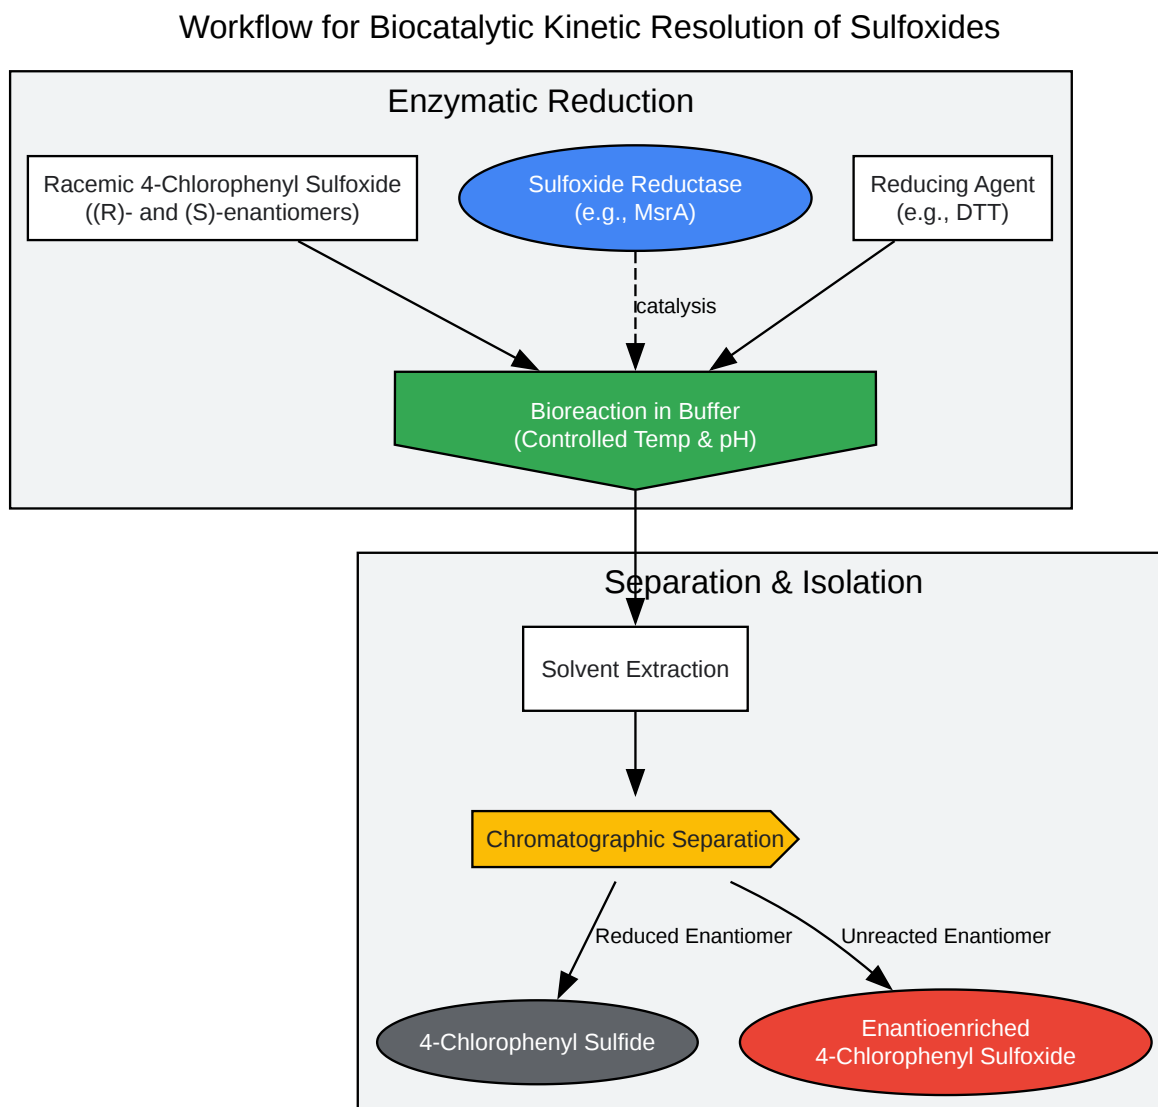 Workflow for Biocatalytic Kinetic Resolution of Sulfoxides
Enzymatic Reduction
Racemic 4-Chlorophenyl Sulfoxide
((R)- and (S)-enantiomers)
Sulfoxide Reductase
(e.g., MsrA)
Reducing Agent
(e.g., DTT)
catalysis
Bioreaction in Buffer
(Controlled Temp & pH)
Separation & Isolation
Solvent Extraction
Chromatographic Separation
Reduced Enantiomer
Unreacted Enantiomer
4-Chlorophenyl Sulfide
Enantioenriched
4-Chlorophenyl Sulfoxide